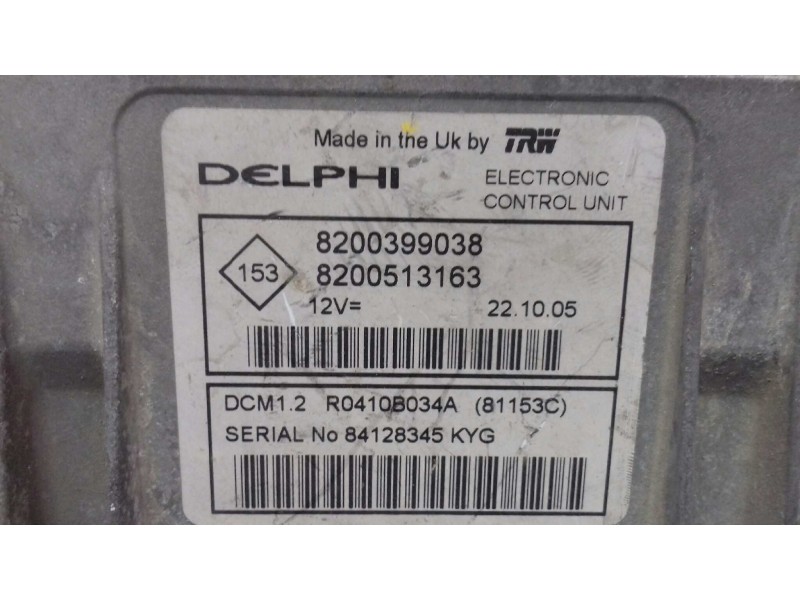 Made in the Uk by TRW
DELPHI
ELECTRONIC
CONTROL UNIT
153
8200399038
8200513163
12V=
22.10.05
DCM1.2 R0410B034A (81153C)
SERIAL No 84128345 KYG